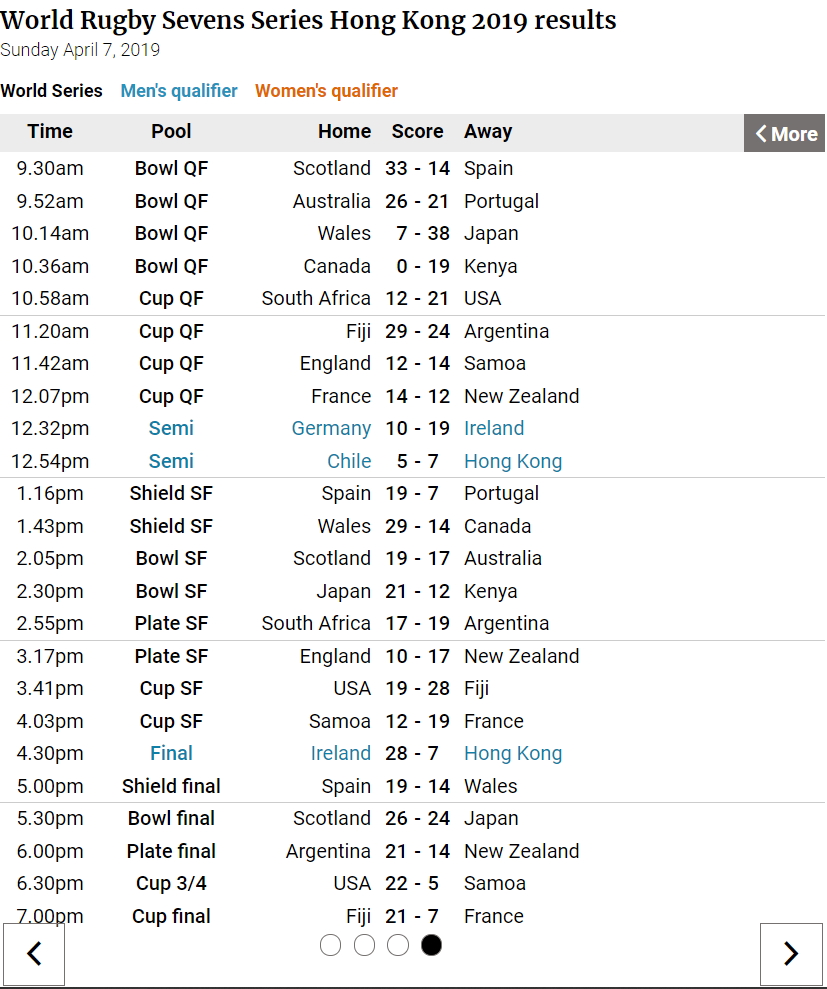 World Rugby Sevens Series Hong Kong 2019 results
Sunday April 7, 2019
World Series Men's qualifier Women's qualifier
Time Pool Home Score Away More
9.30am Bowl QF Scotland 33 - 14 Spain
9.52am Bowl QF Australia 26 - 21 Portugal
10.14am Bowl QF Wales 7 - 38 Japan
10.36am Bowl QF Canada 0 - 19 Kenya
10.58am Cup QF South Africa 12 - 21 USA
11.20am Cup QF Fiji 29 - 24 Argentina
11.42am Cup QF England 12 - 14 Samoa
12.07pm Cup QF France 14 - 12 New Zealand
12.32pm Semi Germany 10 - 19 Ireland
12.54pm Semi Chile 5 - 7 Hong Kong
1.16pm Shield SF Spain 19 - 7 Portugal
1.43pm Shield SF Wales 29 - 14 Canada
2.05pm Bowl SF Scotland 19 - 17 Australia
2.30pm Bowl SF Japan 21 - 12 Kenya
2.55pm Plate SF South Africa 17 - 19 Argentina
3.17pm Plate SF England 10 - 17 New Zealand
3.41pm Cup SF USA 19 - 28 Fiji
4.03pm Cup SF Samoa 12 - 19 France
4.30pm Final Ireland 28 - 7 Hong Kong
5.00pm Shield final Spain 19 - 14 Wales
5.30pm Bowl final Scotland 26 - 24 Japan
6.00pm Plate final Argentina 21 - 14 New Zealand
6.30pm Cup 3/4 USA 22 - 5 Samoa
7.00pm Cup final Fiji 21 - 7 France